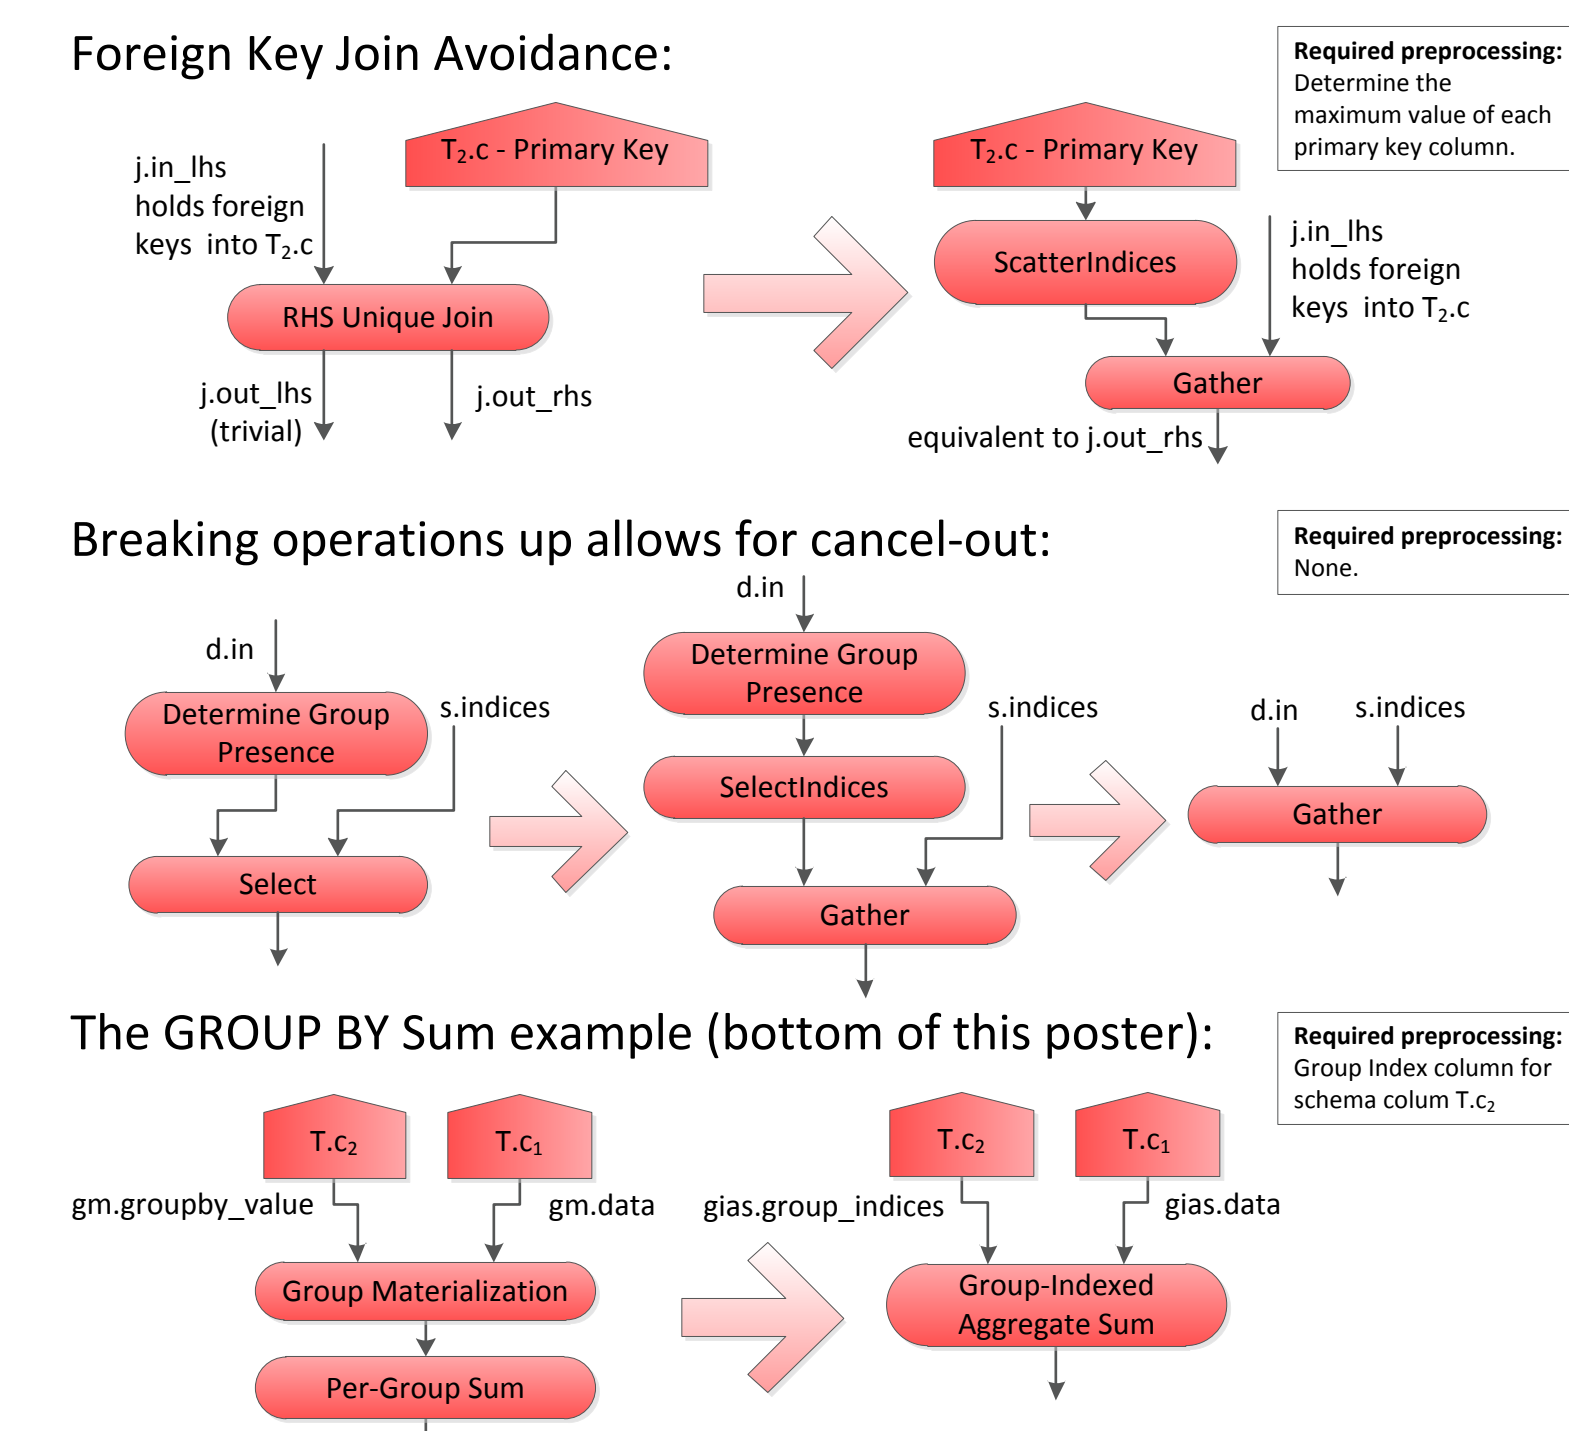 Foreign Key Join Avoidance:
Required preprocessing:
Determine the
maximum value of each
primary key column.
j.in_lhs
holds foreign
keys into T₂.c
T₂.c - Primary Key
RHS Unique Join
j.out_lhs
(trivial)
j.out_rhs
T₂.c - Primary Key
ScatterIndices
j.in_lhs
holds foreign
keys into T₂.c
Gather
equivalent to j.out_rhs
Breaking operations up allows for cancel-out:
Required preprocessing:
None.
d.in
Determine Group
Presence
s.indices
Select
d.in
Determine Group
Presence
SelectIndices
s.indices
Gather
d.in
s.indices
Gather
The GROUP BY Sum example (bottom of this poster):
Required preprocessing:
Group Index column for
schema colum T.c₂
T.c₂
T.c₁
gm.groupby_value
gm.data
Group Materialization
Per-Group Sum
T.c₂
T.c₁
gias.group_indices
gias.data
Group-Indexed
Aggregate Sum